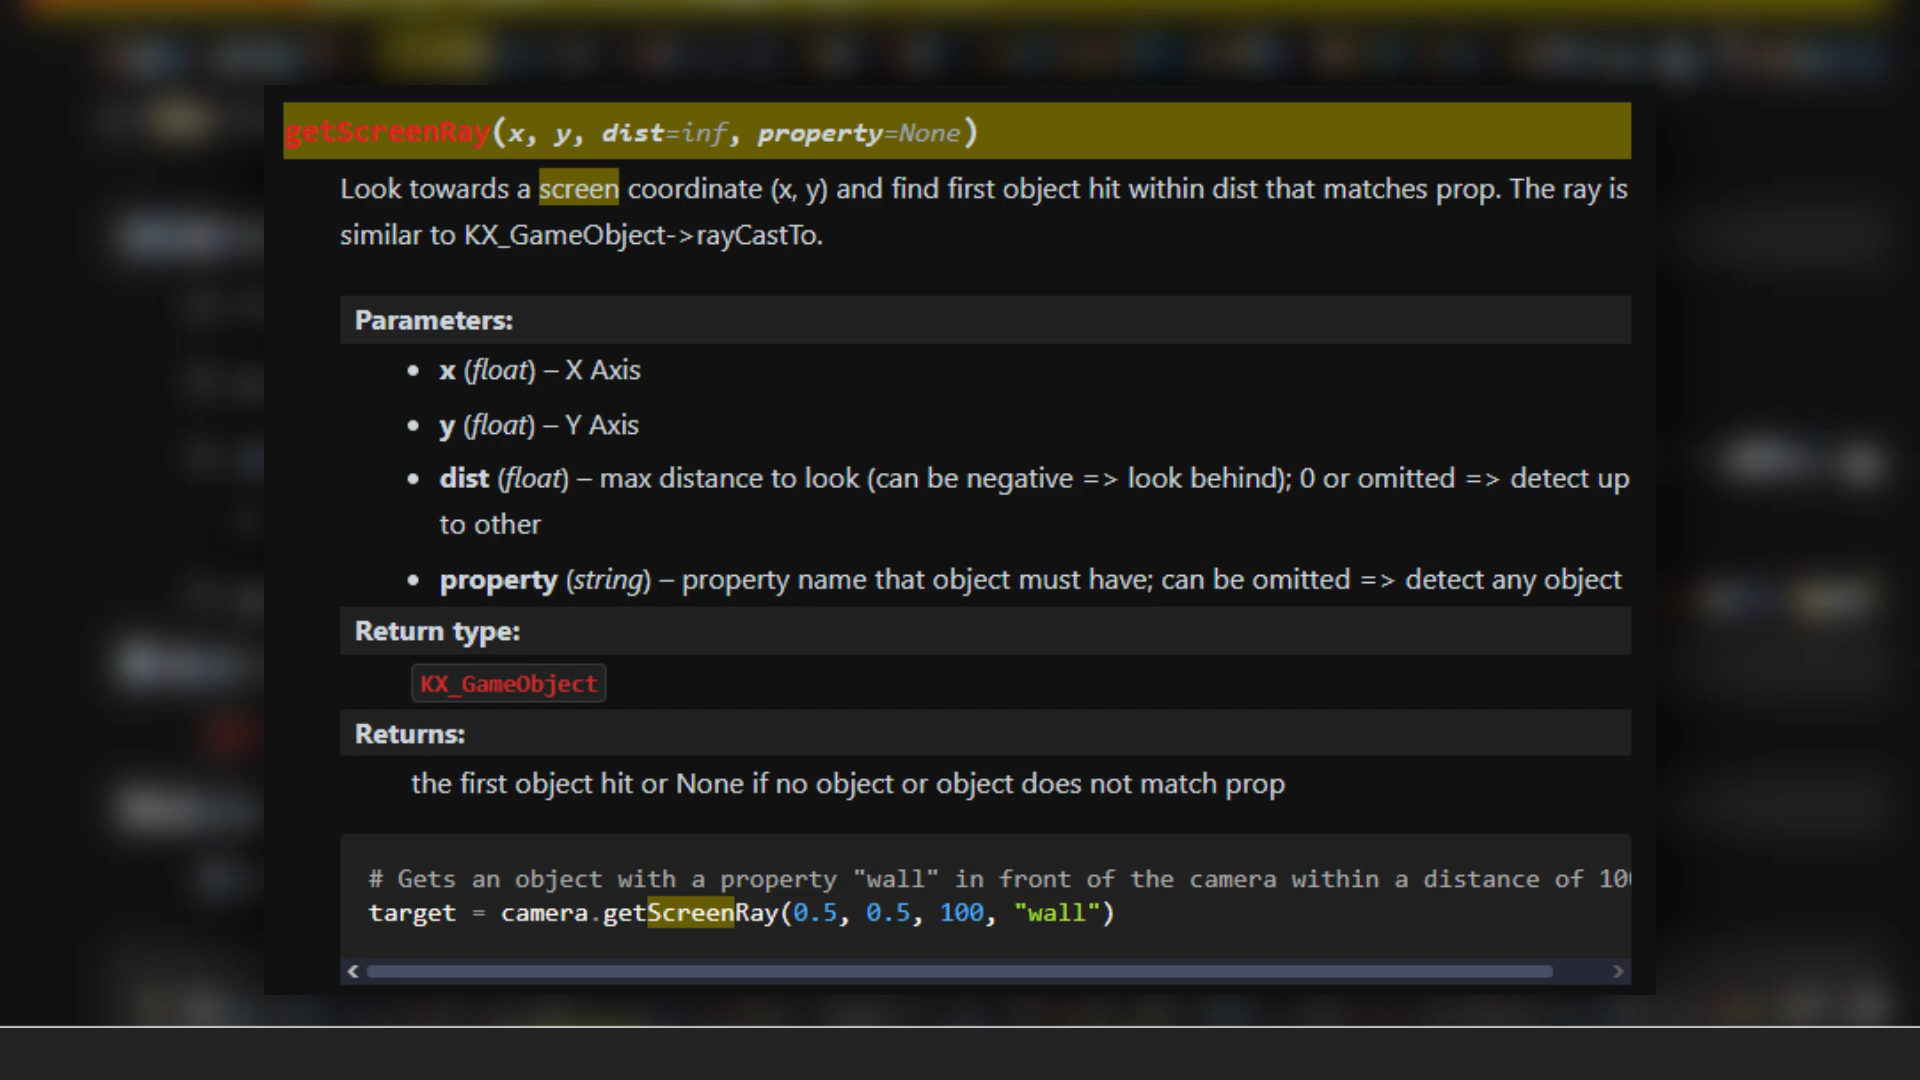 getScreenRay(x, y, dist=inf, property=None)
Look towards a screen coordinate (x, y) and find first object hit within dist that matches prop. The ray is
similar to KX_GameObject->rayCastTo.
Parameters:
• x (float) – X Axis
• y (float) – Y Axis
• dist (float) – max distance to look (can be negative => look behind); 0 or omitted => detect up
to other
• property (string) – property name that object must have; can be omitted => detect any object
Return type:
KX_GameObject
Returns:
the first object hit or None if no object or object does not match prop
# Gets an object with a property "wall" in front of the camera within a distance of 10
target = camera.getScreenRay(0.5, 0.5, 100, "wall")